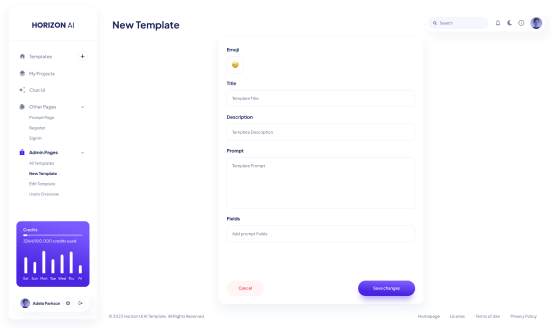 HORIZON AI
Templates
My Projects
Chat UI
Other Pages
Prompt Page
Register
Sign In
Admin Pages
All Templates
New Template
Edit Template
Users Overview
Credits
3244/100,000 credits used
Sat Sun Mon Tue Wed Thu Fri
Adela Parkson
New Template
Search
Emoji
Title
Template Title
Description
Template Description
Prompt
Template Prompt
Fields
Add prompt Fields
Cancel
Save changes
© 2023 Horizon UI AI Template. All Rights Reserved.
Homepage License Terms of Use Privacy Policy